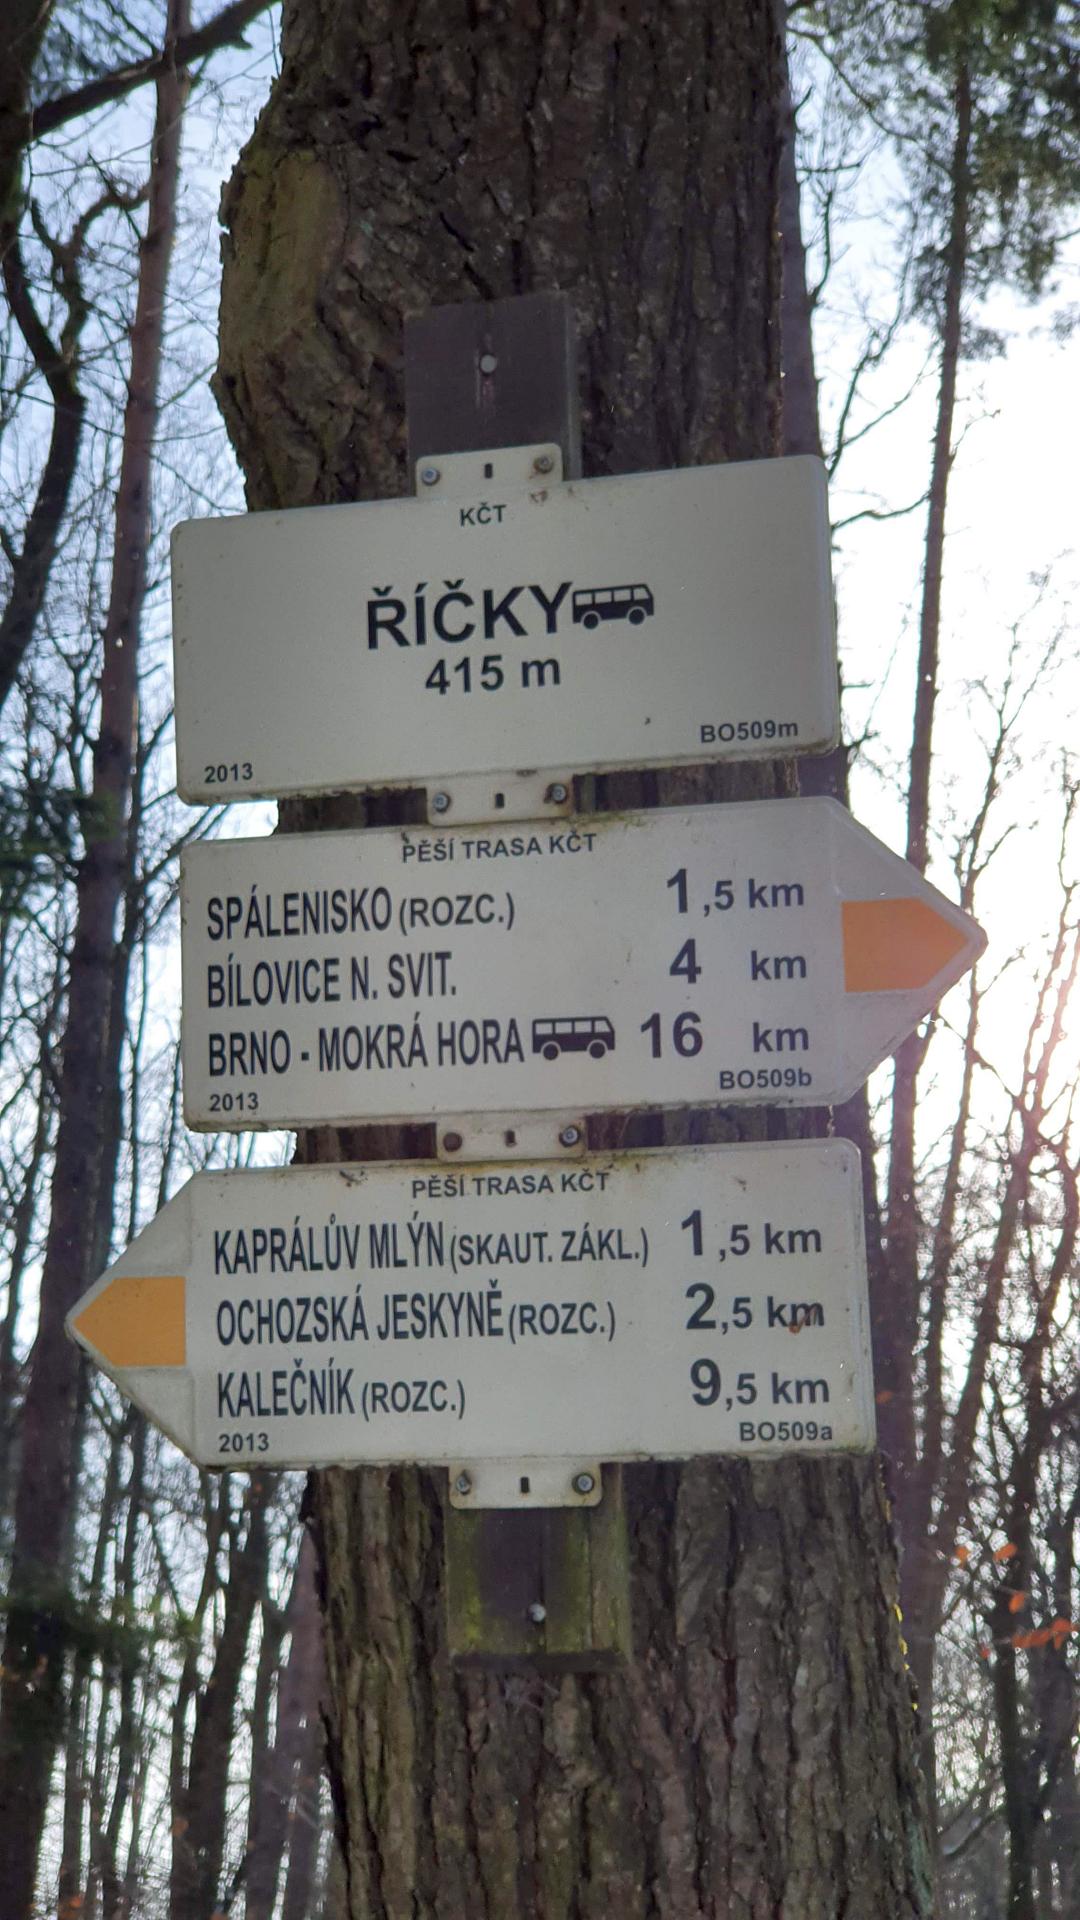 KČT
ŘÍČKY
415 m
2013 BO509m
PĚŠÍ TRASA KČT
SPÁLENISKO (ROZC.) 1,5 km
BÍLOVICE N. SVIT. 4 km
BRNO - MOKRÁ HORA 16 km
2013 BO509b
PĚŠÍ TRASA KČT
KAPRÁLŮV MLÝN (SKAUT. ZÁKL.) 1,5 km
OCHOZSKÁ JESKYNĚ (ROZC.) 2,5 km
KALEČNÍK (ROZC.) 9,5 km
2013 BO509a